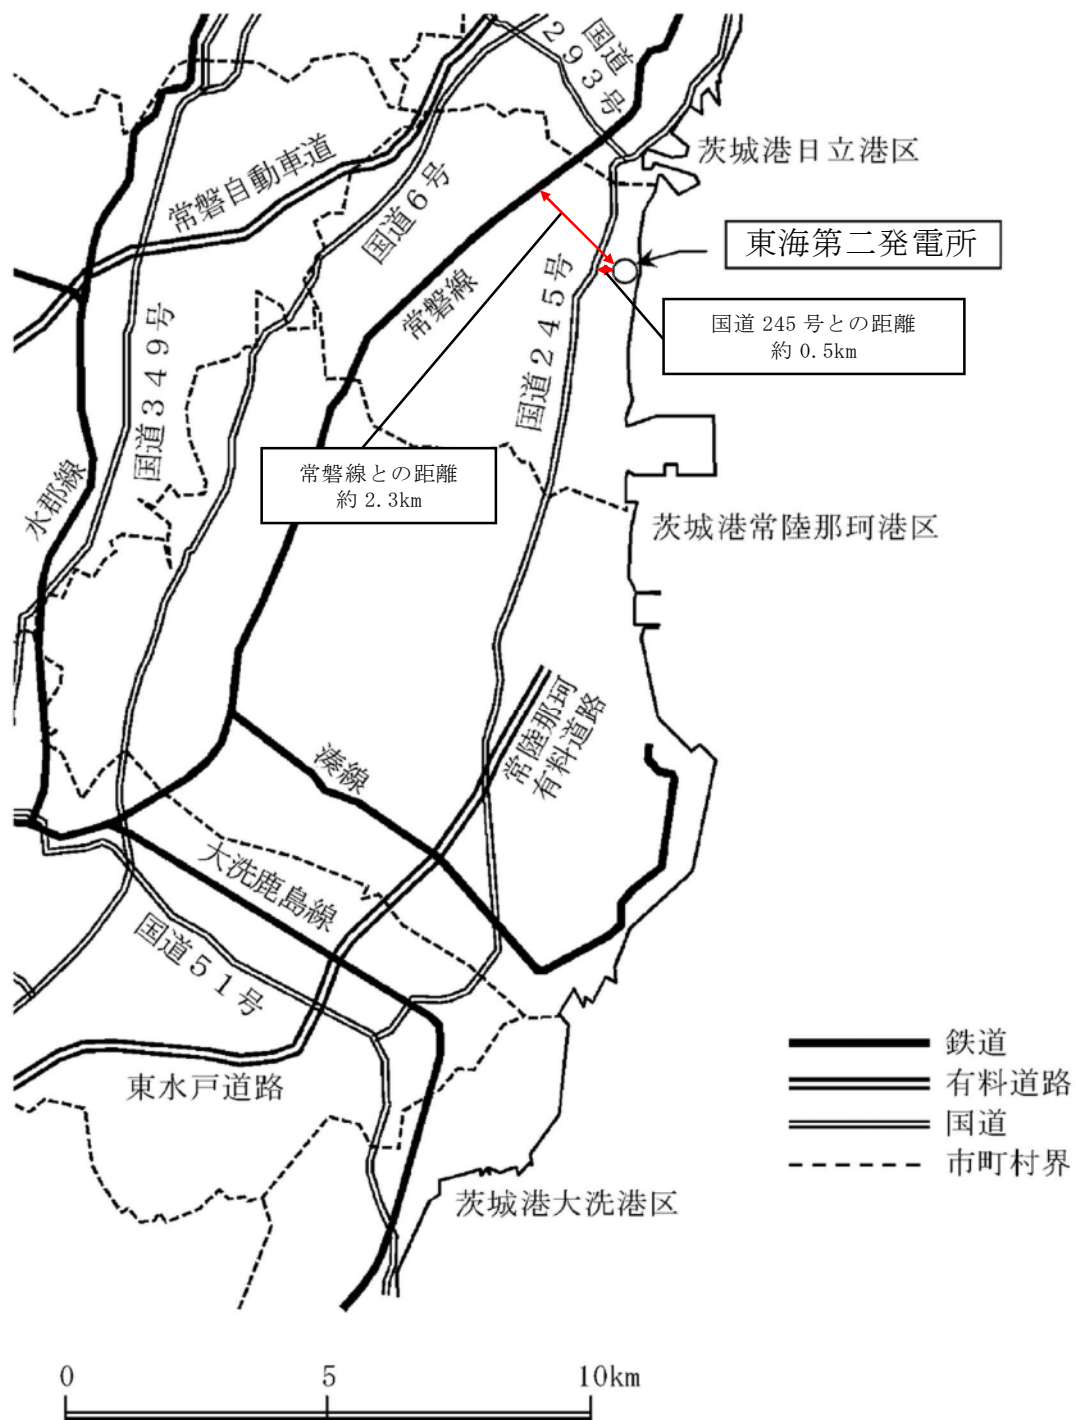 国道
２９３号
茨城港日立港区
常磐自動車道
国道６号
東海第二発電所
常磐線
国道２４５号
国道 245 号との距離
約 0.5km
国道３４９号
常磐線との距離
約 2.3km
水郡線
茨城港常陸那珂港区
常陸那珂
有料道路
湊線
大洗鹿島線
国道５１号
鉄道
有料道路
東水戸道路
国道
市町村界
茨城港大洗港区
0 5 10km